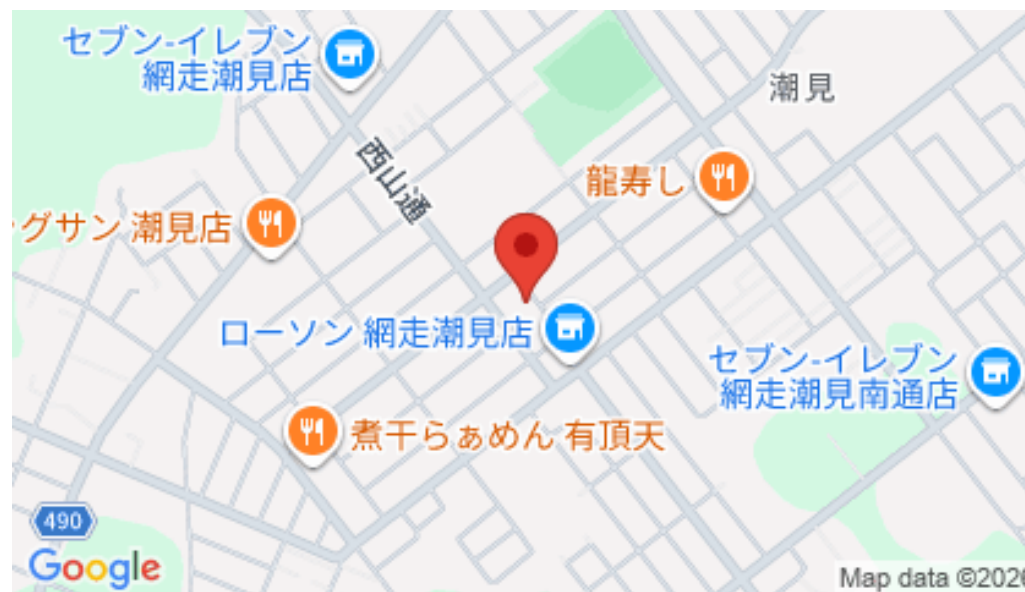 セブン-イレブン
網走潮見店
潮見
西山通
龍寿し
グサン 潮見店
ローソン 網走潮見店
セブン-イレブン
網走潮見南通店
煮干らぁめん 有頂天
490
Google
Map data ©2026